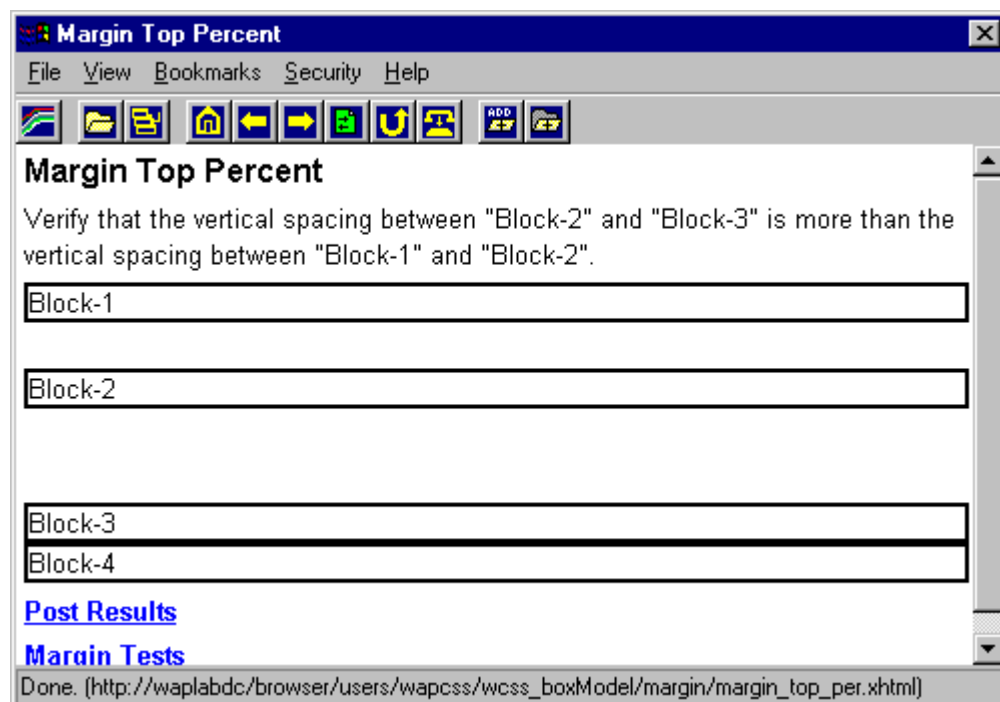 Margin Top Percent
File View Bookmarks Security Help
ADD
Margin Top Percent
Verify that the vertical spacing between "Block-2" and "Block-3" is more than the
vertical spacing between "Block-1" and "Block-2".
Block-1
Block-2
Block-3
Block-4
Post Results
Margin Tests
Done. (http://waplabdc/browser/users/wapcss/wcss_boxModel/margin/margin_top_per.xhtml)